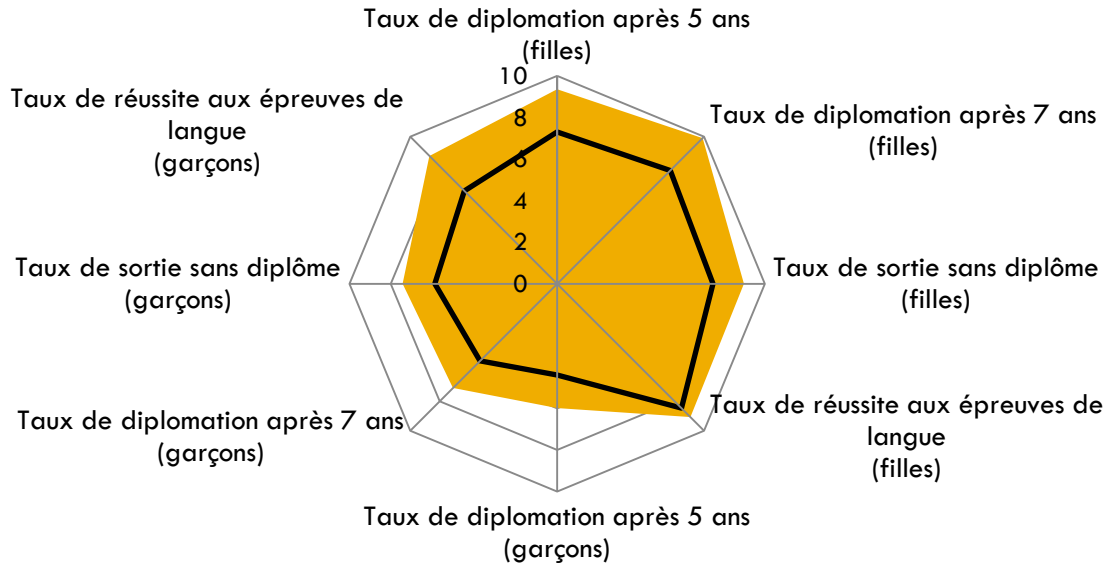 Taux de diplomation après 5 ans
(filles)
Taux de diplomation après 7 ans
(filles)
Taux de sortie sans diplôme
(filles)
Taux de réussite aux épreuves de
langue
(filles)
Taux de diplomation après 5 ans
(garçons)
Taux de diplomation après 7 ans
(garçons)
Taux de sortie sans diplôme
(garçons)
Taux de réussite aux épreuves de
langue
(garçons)
10
8
6
4
2
0